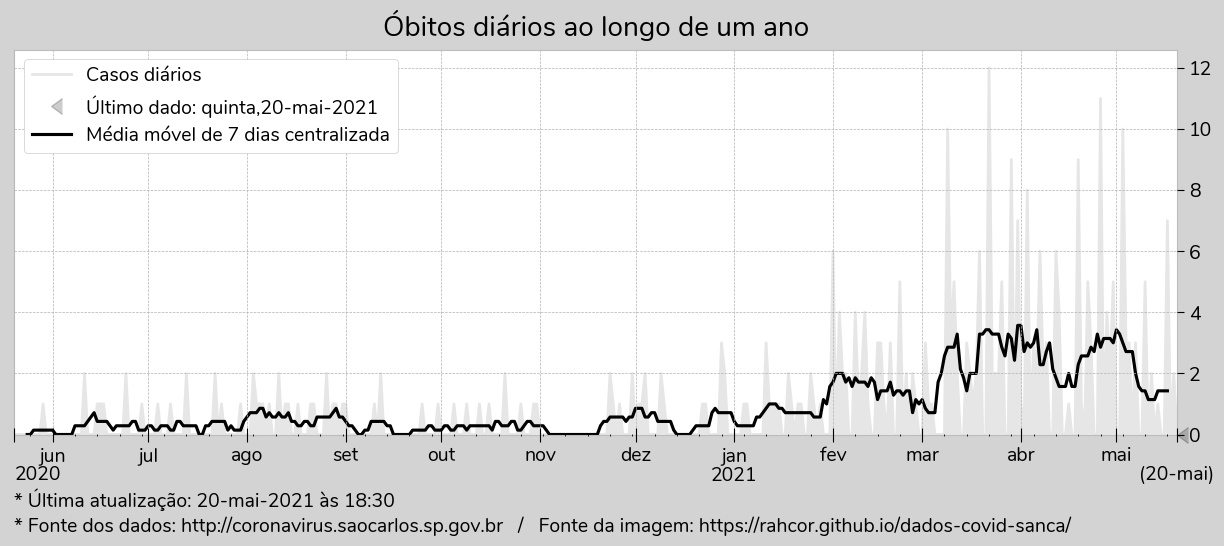 Óbitos diários ao longo de um ano
Casos diários
Último dado: quinta,20-mai-2021
Média móvel de 7 dias centralizada
12
10
8
6
4
2
0
jun jul ago set out nov dez jan fev mar abr mai
2020 2021 (20-mai)
* Última atualização: 20-mai-2021 às 18:30
* Fonte dos dados: http://coronavirus.saocarlos.sp.gov.br / Fonte da imagem: https://rahcor.github.io/dados-covid-sanca/